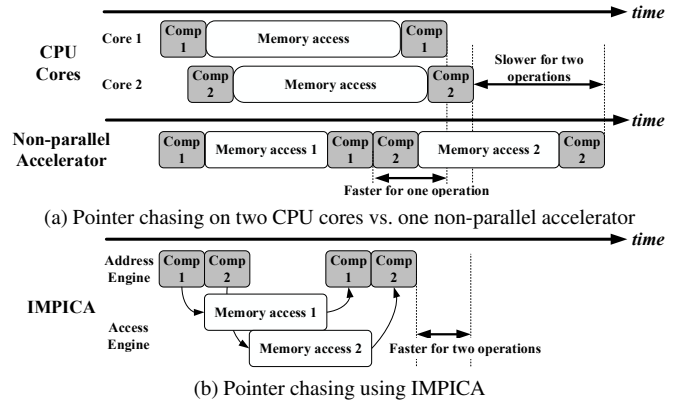 time
CPU
Cores
Core 1
Comp
1
Memory access
Comp
1
Core 2
Comp
2
Memory access
Comp
2
Slower for two
operations
time
Non-parallel
Accelerator
Comp
1
Memory access 1
Comp
1
Comp
2
Memory access 2
Comp
2
Faster for one operation
(a) Pointer chasing on two CPU cores vs. one non-parallel accelerator
time
IMPICA
Address
Engine
Comp
1
Comp
2
Comp
1
Comp
2
Access
Engine
Memory access 1
Memory access 2
Faster for two operations
(b) Pointer chasing using IMPICA